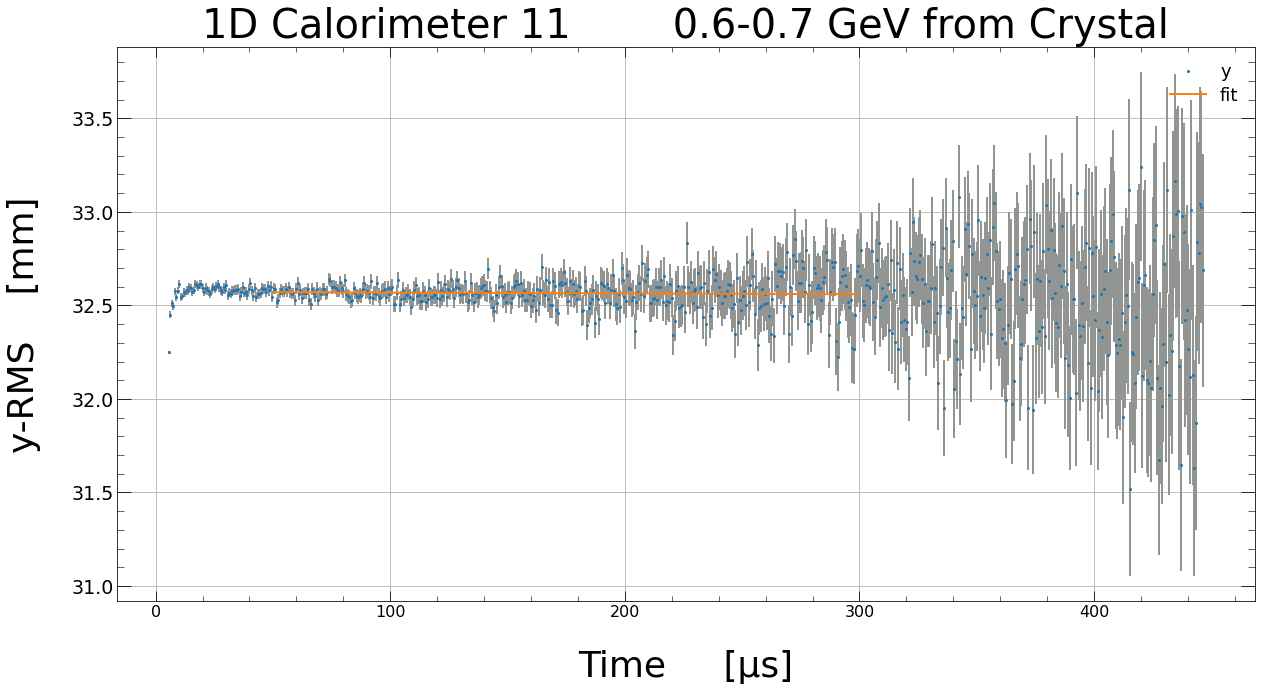 1D Calorimeter 11 0.6-0.7 GeV from Crystal
y
fit
y-RMS [mm]
33.5
33.0
32.5
32.0
31.5
31.0
0 100 200 300 400
Time [μs]